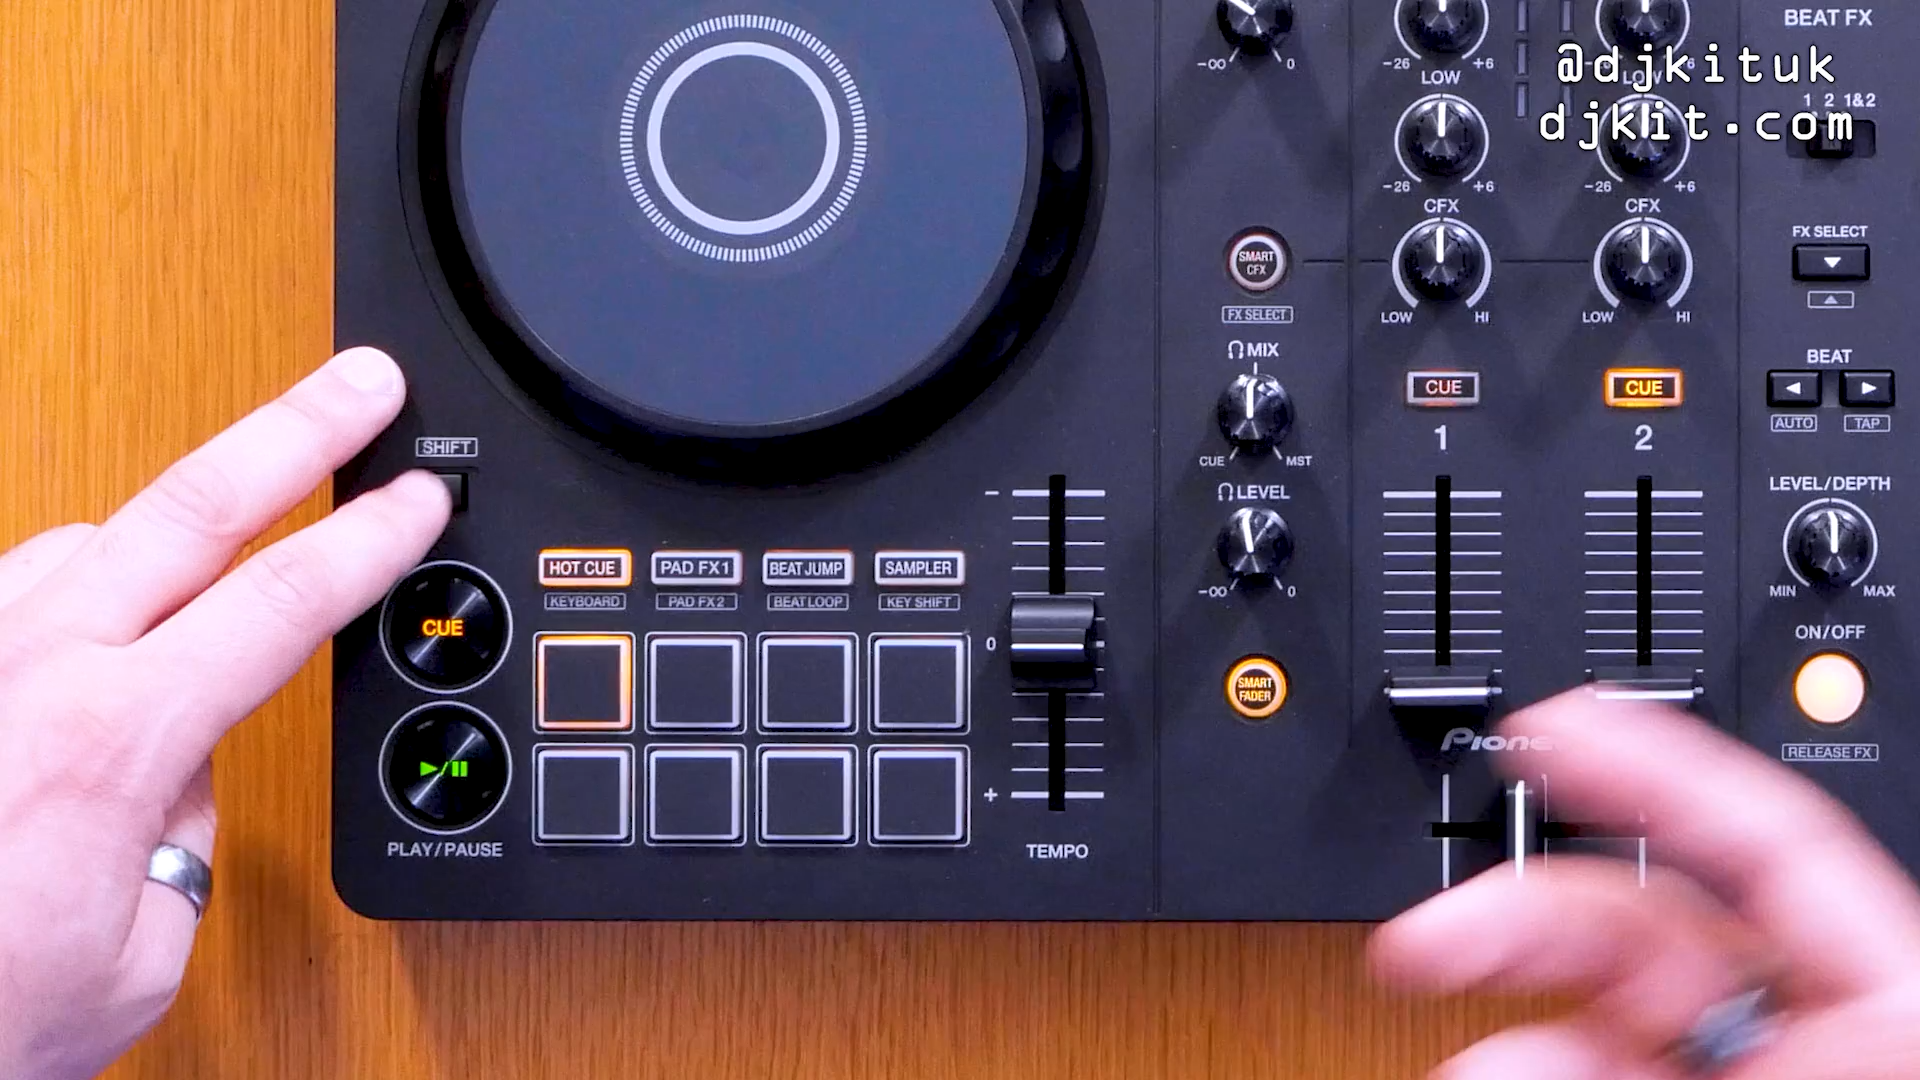 BEAT FX
@djkituk
djkit.com
-∞ 0
-26 +6
-26 +6
LOW
LOW
1 2 1&2
-26 +6
-26 +6
CFX
CFX
SMART
CFX
FX SELECT
LOW HI
LOW HI
FX SELECT
MIX
CUE MST
BEAT
AUTO TAP
CUE
CUE
1
2
SHIFT
LEVEL
-∞ 0
LEVEL/DEPTH
MIN MAX
HOT CUE
PAD FX1
BEAT JUMP
SAMPLER
KEYBOARD
PAD FX2
BEAT LOOP
KEY SHIFT
CUE
−
0
+
TEMPO
SMART
FADER
ON/OFF
RELEASE FX
PLAY/PAUSE